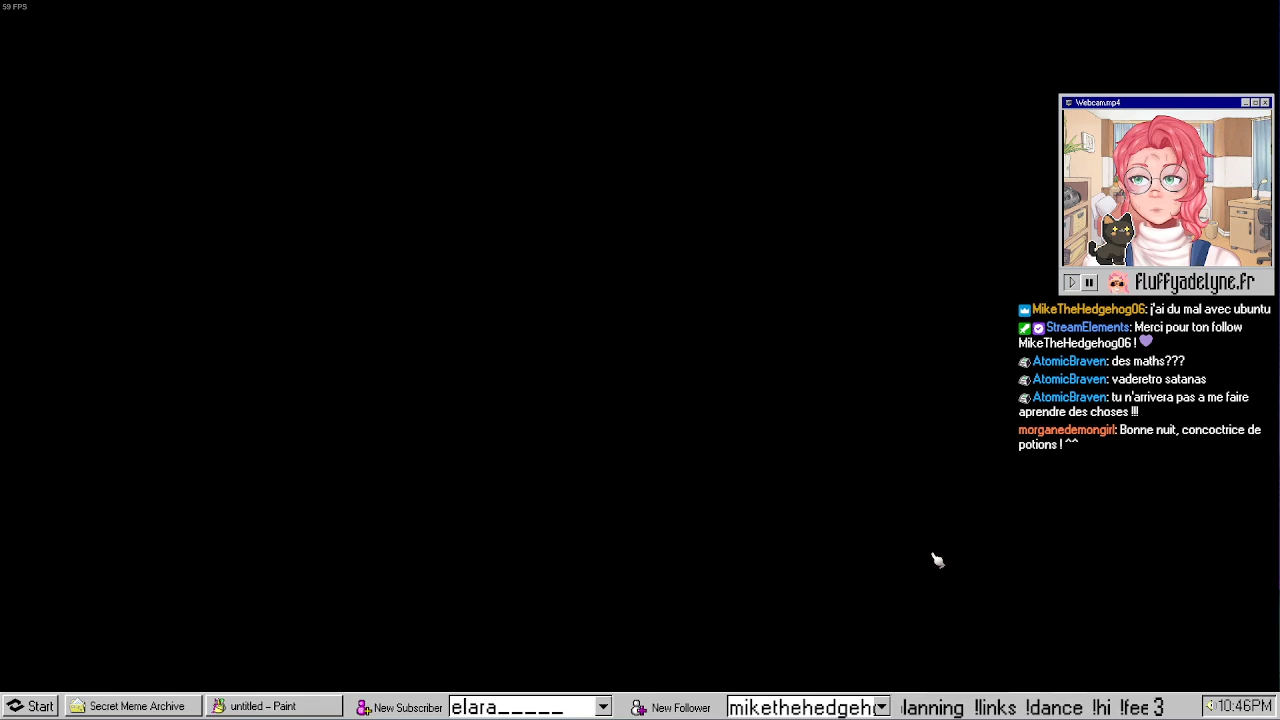 59 FPS
Webcam.mp4
fluffyadelyne.fr
MikeTheHedgehog06: j'ai du mal avec ubuntu
StreamElements: Merci pour ton follow
MikeTheHedgehog06 !
AtomicBraven: des maths???
AtomicBraven: vaderetro satanas
AtomicBraven: tu n'arrivera pas a me faire
aprendre des choses !!!
morganedemongirl: Bonne nuit, concoctrice de
potions ! ^^
Start
Secret Meme Archive
untitled - Paint
New Subscriber
elara_____
New Follower
mikethehedgeh
lanning !links !dance !hi !fee 3
10:46PM